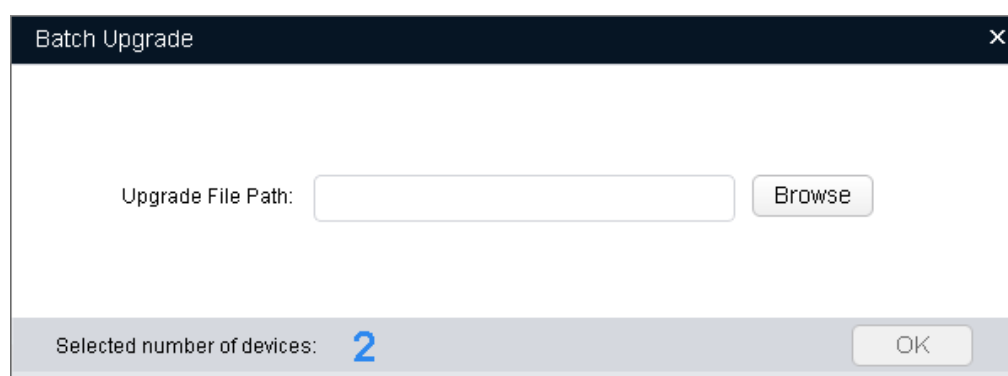 Batch Upgrade
Upgrade File Path:
Browse
Selected number of devices: 2
OK